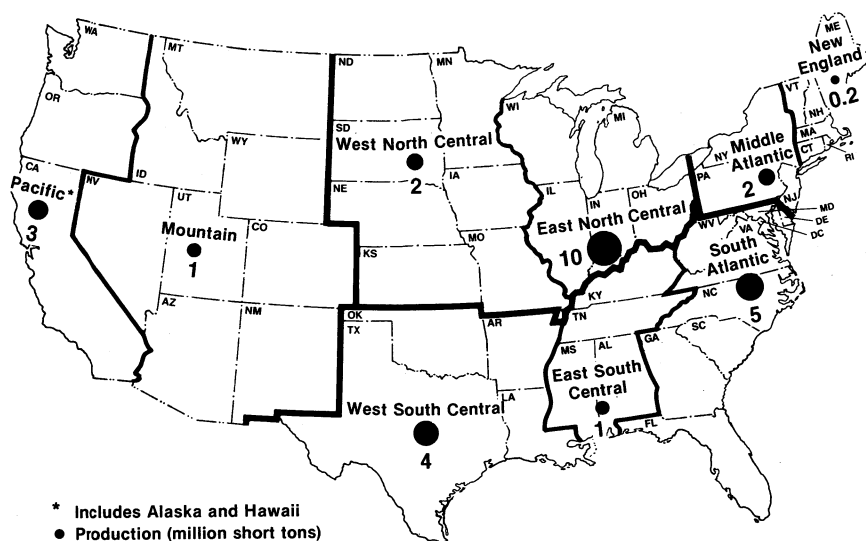 WA
MT
ND
MN
ME
New
England
0.2
VT
NH
MA
CT
RI
OR
ID
WY
SD
West North Central
2
WI
MI
NY
Middle
Atlantic
2
PA
NJ
CA
Pacific*
3
NV
UT
Mountain
1
CO
NE
IA
IL
IN
OH
East North Central
10
MD
DE
DC
WV
VA
South
Atlantic
5
KS
MO
KY
NC
AZ
NM
OK
TX
AR
TN
SC
MS
AL
GA
East South
Central
1
West South Central
4
LA
FL
* Includes Alaska and Hawaii
● Production (million short tons)